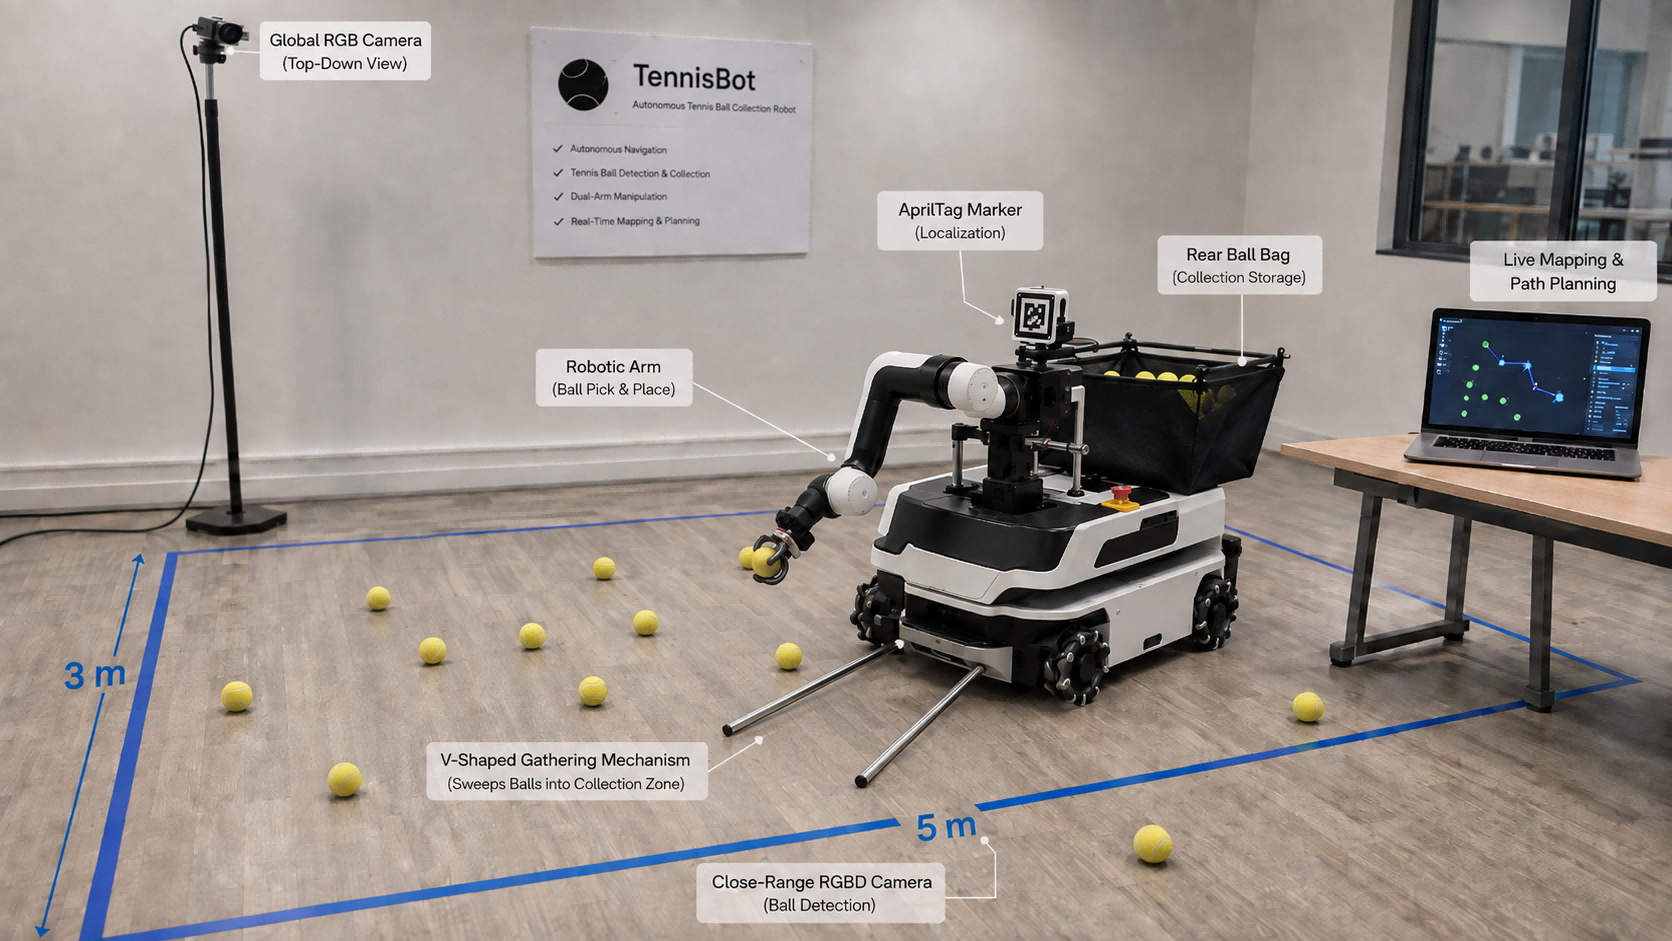 Global RGB Camera
(Top-Down View)
TennisBot
Autonomous Tennis Ball Collection Robot
Autonomous Navigation
Tennis Ball Detection & Collection
Dual-Arm Manipulation
Real-Time Mapping & Planning
AprilTag Marker
(Localization)
Rear Ball Bag
(Collection Storage)
Live Mapping &
Path Planning
Robotic Arm
(Ball Pick & Place)
3 m
V-Shaped Gathering Mechanism
(Sweeps Balls into Collection Zone)
5 m
Close-Range RGBD Camera
(Ball Detection)